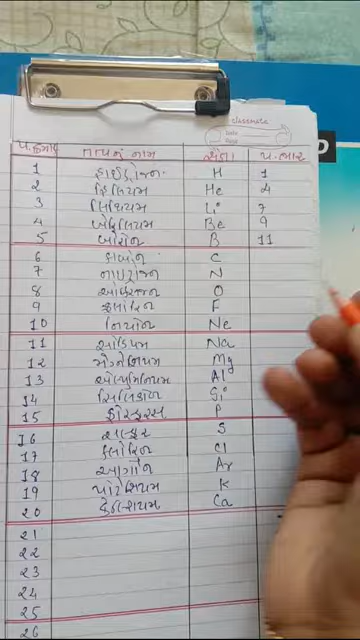 classmate
Date
Page
પ.ક્રમાંક તત્વનું નામ સંજ્ઞા પ.ભાર
1 હાઈડ્રોજન H 1
2 હિલિયમ He 4
3 લિથિયમ Li 7
4 બેરેલિયમ Be 9
5 બોરોન B 11
6 કાર્બન C
7 નાઇટ્રોજન N
8 ઓક્સિજન O
9 ફ્લોરિન F
10 નિયોન Ne
11 સોડિયમ Na
12 મેગ્નેશિયમ Mg
13 એલ્યુમિનિયમ Al
14 સિલિકોન Si
15 ફોસ્ફરસ P
16 સલ્ફર S
17 ક્લોરિન Cl
18 આર્ગોન Ar
19 પોટેશિયમ K
20 કેલ્શિયમ Ca
21
22
23
24
25
26